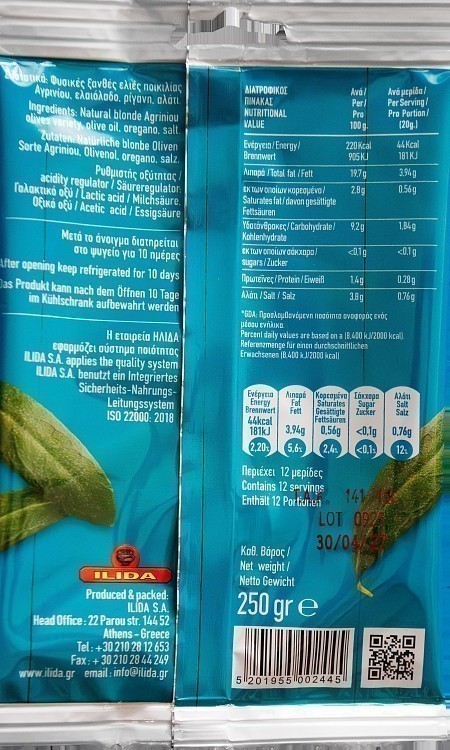 Συστατικά: Φυσικές ξανθές ελιές ποικιλίας
Αγρινίου, ελαιόλαδο, ρίγανη, αλάτι.
Ingredients: Natural blonde Agriniou
olives variety, olive oil, oregano, salt.
Zutaten: Natürliche blonbe Oliven
Sorte Agriniou, Olivenol, oregano, salz.
Ρυθμιστής οξύτητας /
acidity regulator / Säureregulator:
Γαλακτικό οξύ / Lactic acid / Milchsäure.
Οξικό οξύ / Acetic acid / Essigsäure
Μετά το άνοιγμα διατηρείται
στο ψυγείο για 10 ημέρες
After opening keep refrigerated for 10 days
Das Produkt kann nach dem Öffnen 10 Tage
im Kühlschrank aufbewahrt werden
Η εταιρεία ΗΛΙΔΑ
εφαρμόζει σύστημα ποιότητας
ILIDA S.A. applies the quality system
ILIDA S.A. benutzt ein Integriertes
Sicherheits-Nahrungs-
Leitungssystem
ISO 22000: 2018
ILIDA
Produced & packed:
ILIDA S.A.
Head Office: 22 Parou str. 144 52
Athens - Greece
Tel: +30 210 28 12 653
Fax: +30 210 28 44 249
www.ilida.gr email: info@ilida.gr
ΔΙΑΤΡΟΦΙΚΟΣ ΠΙΝΑΚΑΣ NUTRITIONAL VALUE
Ανά / Per / Pro 100 g.
Ανά μερίδα / Per Serving / Pro Portion / (20g.)
Ενέργεια / Energy / Brennwert 220 Kcal 905 KJ 44 Kcal 181 KJ
Λιπαρά / Total fat / Fett 19.7g 3.94g
εκ των οποίων κορεσμένα / Saturates fat / davon gesättigte Fettsäuren 2.8g 0.56g
Υδατάνθρακες / Carbohydrate / Kohlenhydrate 9,2g 1,84g
εκ των οποίων σάκχαρα / sugars / Zucker <0.1g <0.1g
Πρωτεΐνες / Protein / Eiweiß 1.4g 0.28g
Αλάτι / Salt / Salz 3.8g 0.76g
*GDA: Προσλαμβανόμενη ποσότητα αναφοράς ενός
μέσου ενήλικα.
Percent daily values are based on a (8.400 kJ/2000 kcal).
Referenzmenge für einen durchschnittlichen
Erwachsenen (8.400 kJ/2000 kcal)
Ενέργεια Energy Brennwert 44kcal 181kJ 2,20%
Λιπαρά Fat Fett 3,94g 5,6%
Κορεσμένα Saturates Gesättigte Fettsäuren 0,56g 2,4%
Σάκχαρα Sugar Zucker <0,1g <0.1%
Αλάτι Salt Salz 0,76g 12%
Περιέχει 12 μερίδες
Contains 12 servings
Enthält 12 Portionen
141
LOT
30/04
Καθ. Βάρος /
Net weight /
Netto Gewicht
250 gr e
5 201955 002445